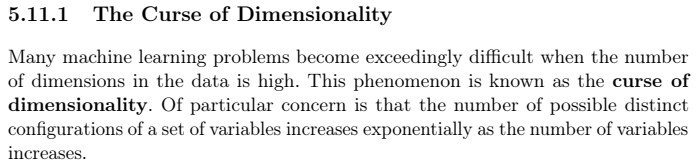 5.11.1 The Curse of Dimensionality
Many machine learning problems become exceedingly difficult when the number
of dimensions in the data is high. This phenomenon is known as the curse of
dimensionality. Of particular concern is that the number of possible distinct
configurations of a set of variables increases exponentially as the number of variables
increases.